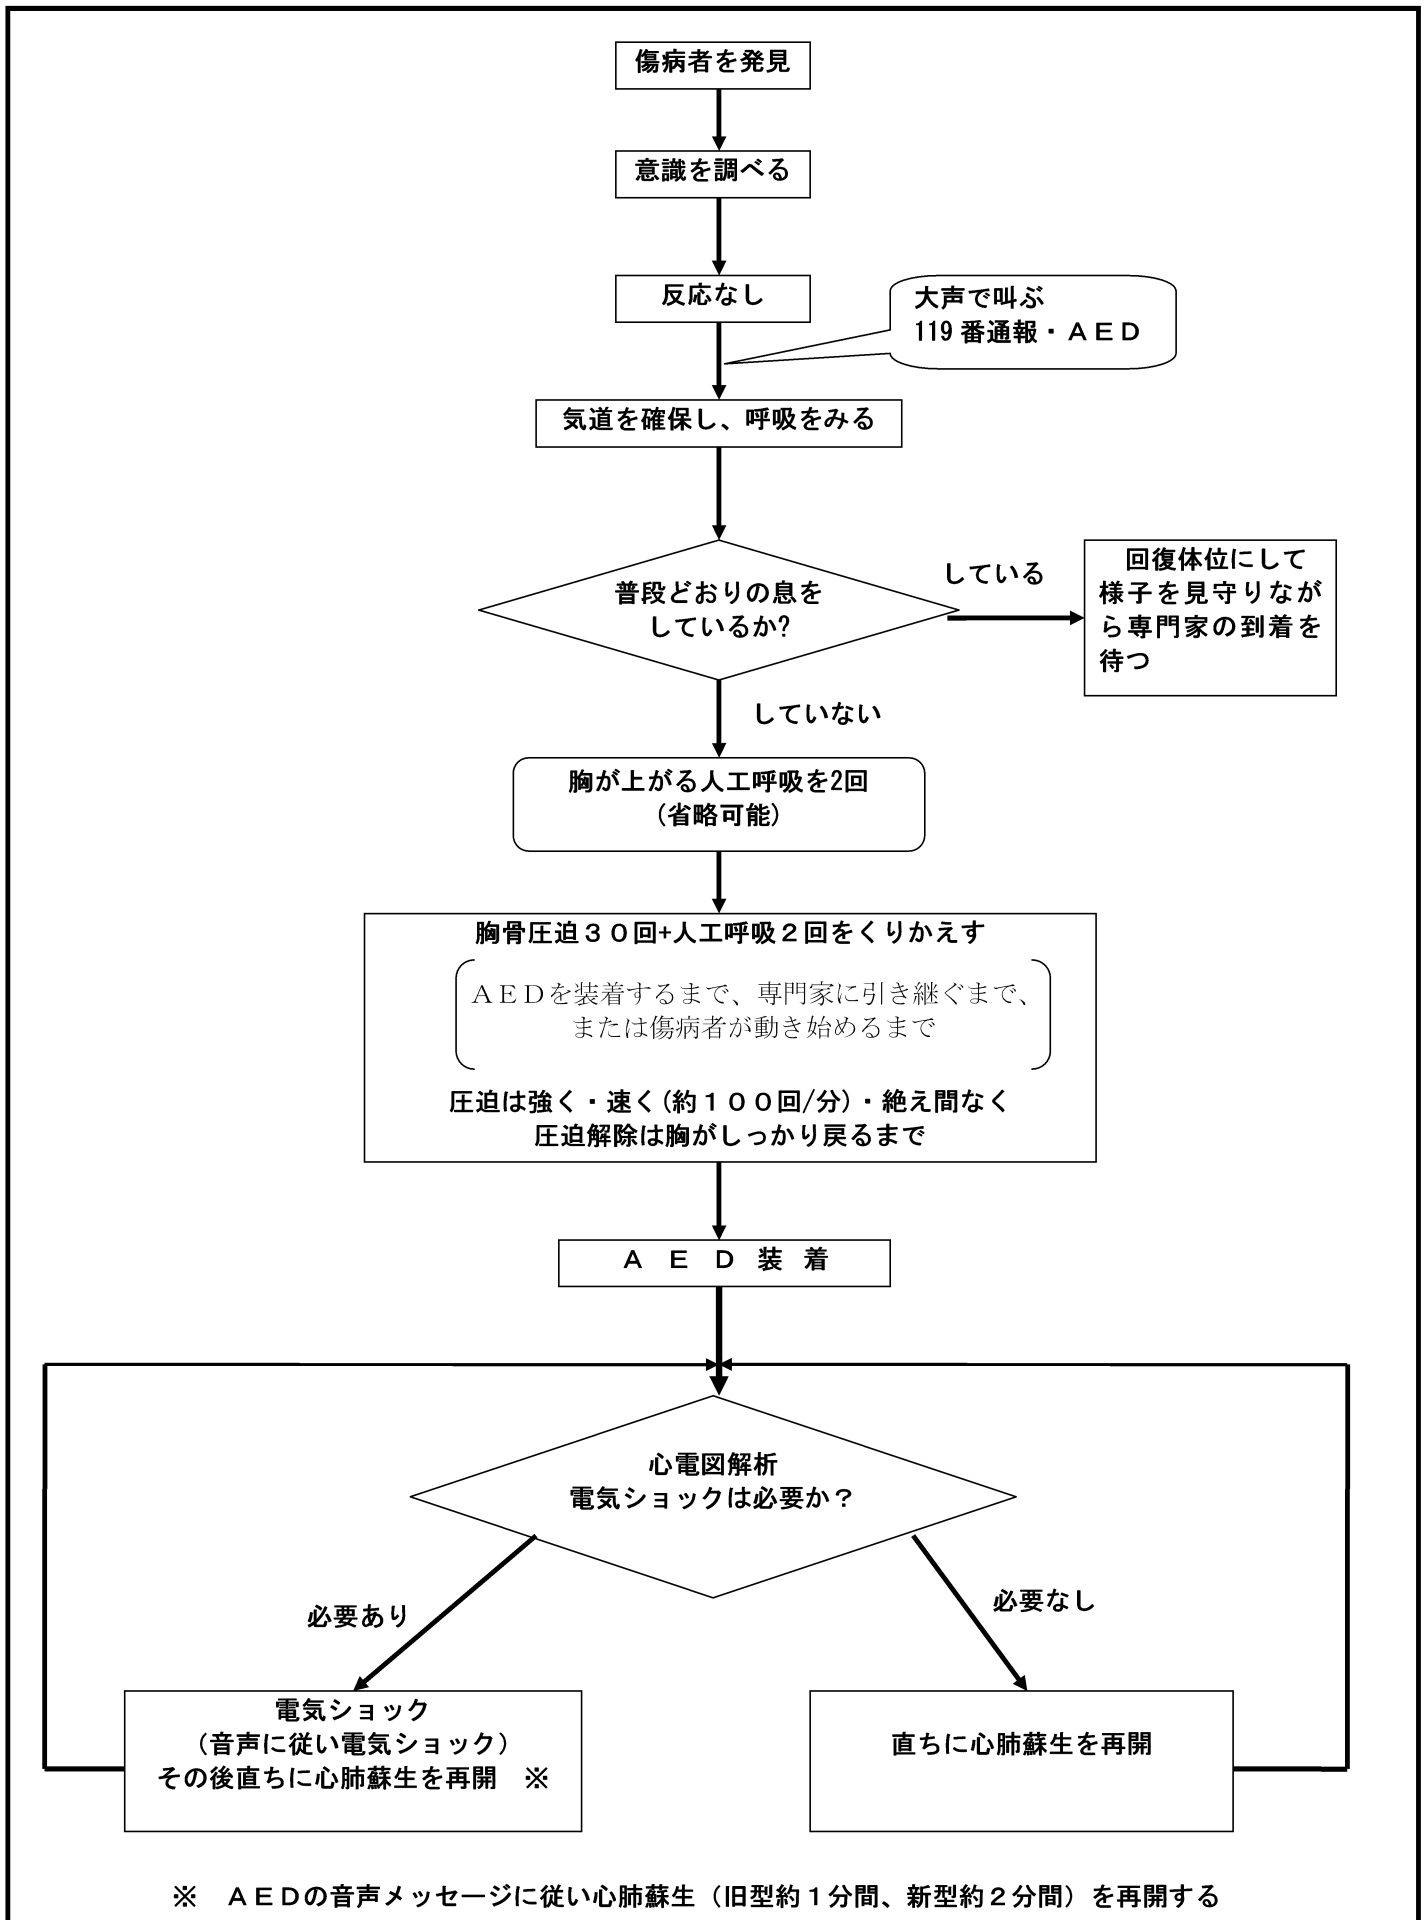 傷病者を発見
意識を調べる
反応なし
大声で叫ぶ
119番通報・ＡＥＤ
気道を確保し、呼吸をみる
普段どおりの息を
しているか?
している
回復体位にして
様子を見守りなが
ら専門家の到着を
待つ
していない
胸が上がる人工呼吸を2回
(省略可能)
胸骨圧迫３０回+人工呼吸２回をくりかえす
ＡＥＤを装着するまで、専門家に引き継ぐまで、
または傷病者が動き始めるまで
圧迫は強く・速く(約１００回/分)・絶え間なく
圧迫解除は胸がしっかり戻るまで
ＡＥＤ装着
心電図解析
電気ショックは必要か？
必要あり
必要なし
電気ショック
（音声に従い電気ショック）
その後直ちに心肺蘇生を再開　※
直ちに心肺蘇生を再開
※　ＡＥＤの音声メッセージに従い心肺蘇生（旧型約１分間、新型約２分間）を再開する